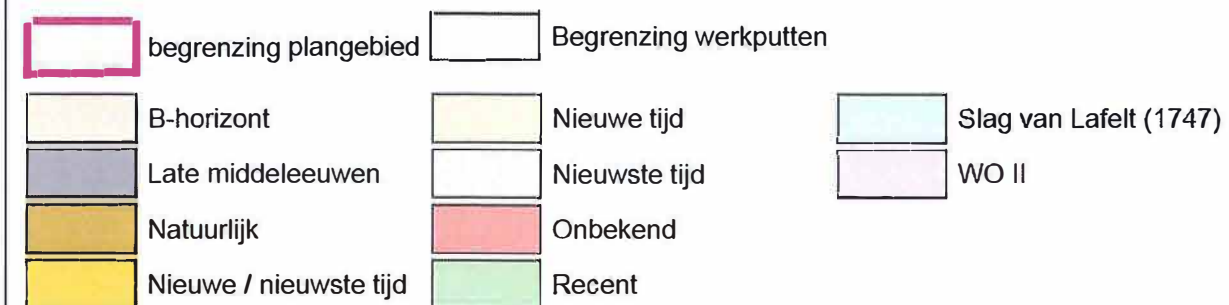 begrenzing plangebied
Begrenzing werkputten
B-horizont
Late middeleeuwen
Natuurlijk
Nieuwe / nieuwste tijd
Nieuwe tijd
Nieuwste tijd
Onbekend
Recent
Slag van Lafelt (1747)
WO II